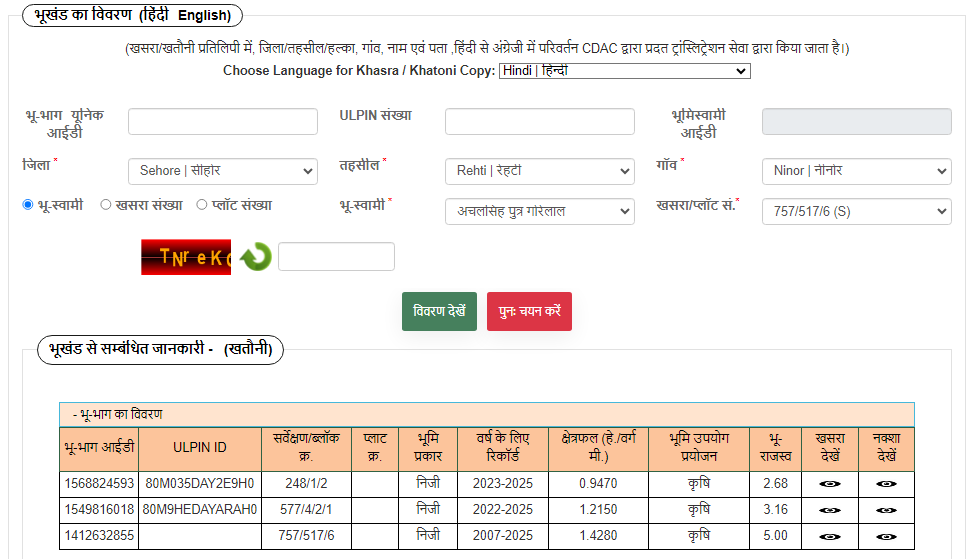 भूखंड का विवरण (हिंदी English)
(खसरा/खतौनी प्रतिलिपी में, जिला/तहसील/हल्का, गांव, नाम एवं पता ,हिंदी से अंग्रेजी में परिवर्तन CDAC द्वारा प्रदत ट्रांस्लिट्रेशन सेवा द्वारा किया जाता है।)
Choose Language for Khasra / Khatoni Copy: Hindi | हिन्दी
भू-भाग यूनिक आईडी ULPIN संख्या भूमिस्वामी आईडी
जिला * Sehore | सीहोर तहसील * Rehti | रेहटी गाँव * Ninor | नीनोर
भू-स्वामी खसरा संख्या प्लॉट संख्या भू-स्वामी * अचलसिह पुत्र गोरेलाल खसरा/प्लॉट सं.* 757/517/6 (S)
TNr eK
विवरण देखें पुनः चयन करें
भूखंड से सम्बंधित जानकारी - (खतौनी)
- भू-भाग का विवरण
भू-भाग आईडी ULPIN ID सर्वेक्षण/ब्लॉक क्र. प्लाट क्र. भूमि प्रकार वर्ष के लिए रिकॉर्ड क्षेत्रफल (हे./वर्ग मी.) भूमि उपयोग प्रयोजन भू-राजस्व खसरा देखें नक्शा देखें
1568824593 80M035DAY2E9H0 248/1/2 निजी 2023-2025 0.9470 कृषि 2.68
1549816018 80M9HEDAYARAH0 577/4/2/1 निजी 2022-2025 1.2150 कृषि 3.16
1412632855 757/517/6 निजी 2007-2025 1.4280 कृषि 5.00